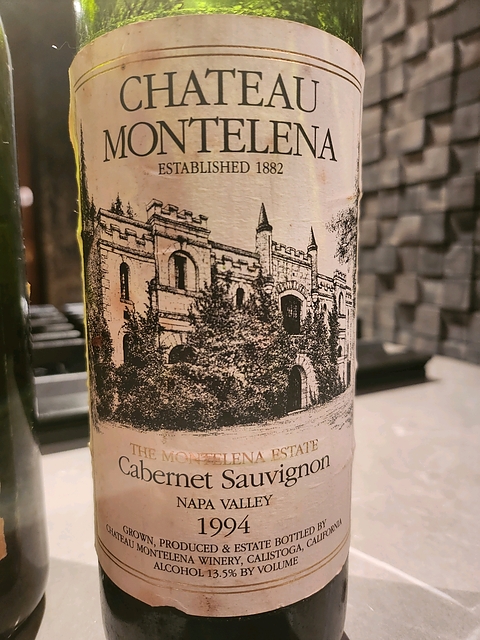 CHATEAU
MONTELENA
ESTABLISHED 1882
THE MONTELENA ESTATE
Cabernet Sauvignon
NAPA VALLEY
1994
GROWN, PRODUCED & ESTATE BOTTLED BY
CHATEAU MONTELENA WINERY, CALISTOGA, CALIFORNIA
ALCOHOL 13.5% BY VOLUME